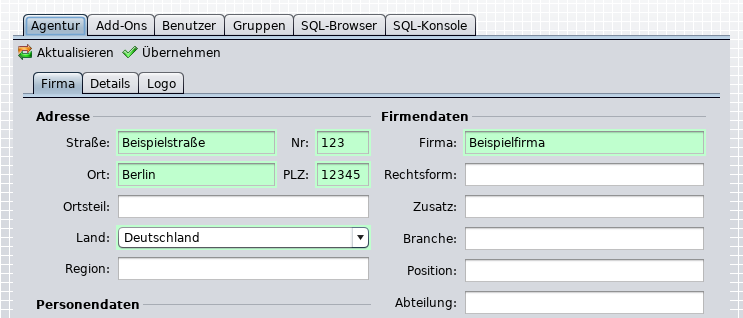 Agentur Add-Ons Benutzer Gruppen SQL-Browser SQL-Konsole
Aktualisieren Übernehmen
Firma Details Logo
Adresse
Straße: Beispielstraße Nr: 123
Ort: Berlin PLZ: 12345
Ortsteil:
Land: Deutschland
Region:
Personendaten
Firmendaten
Firma: Beispielfirma
Rechtsform:
Zusatz:
Branche:
Position:
Abteilung: